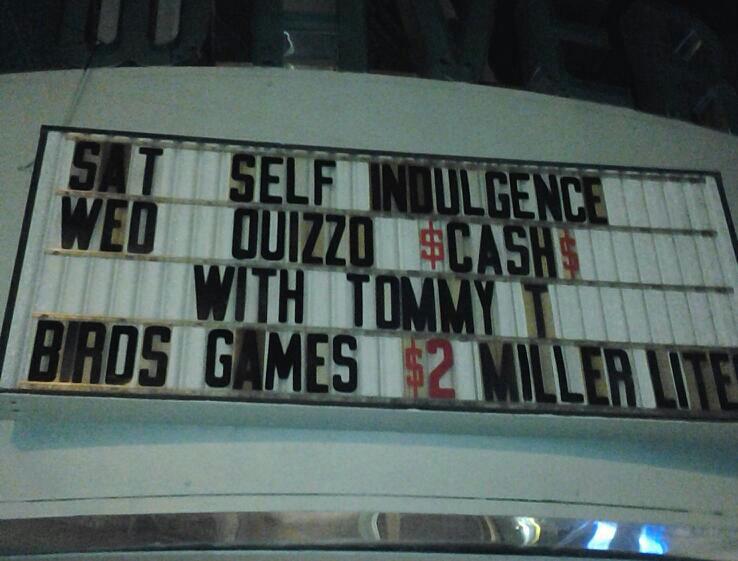 SAT SELF INDULGENCE
WED QUIZZO $CASH$
WITH TOMMY T
BIRDS GAMES $2 MILLER LITE